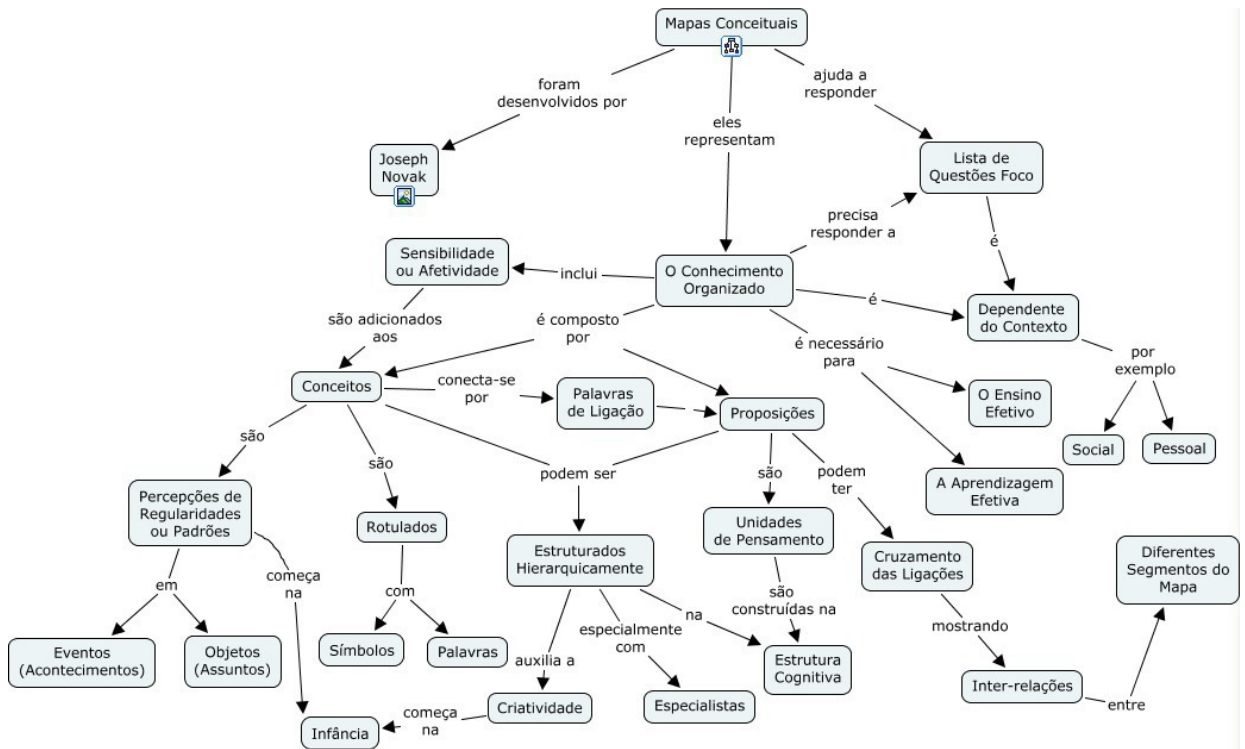 Mapas Conceituais
foram
desenvolvidos por
ajuda a
responder
eles
representam
Joseph
Novak
Lista de
Questões Foco
precisa
responder a
é
Sensibilidade
ou Afetividade
inclui
O Conhecimento
Organizado
é
Dependente
do Contexto
são adicionados
aos
é composto
por
é necessário
para
por
exemplo
Conceitos
conecta-se
por
Palavras
de Ligação
Proposições
O Ensino
Efetivo
Social
Pessoal
são
são
podem ser
são
podem
ter
A Aprendizagem
Efetiva
Percepções de
Regularidades
ou Padrões
Rotulados
Unidades
de Pensamento
Estruturados
Hierarquicamente
Cruzamento
das Ligações
Diferentes
Segmentos do
Mapa
em
começa
na
com
especialmente
com
na
são
construídas na
mostrando
Eventos
(Acontecimentos)
Objetos
(Assuntos)
Símbolos
Palavras
auxilia a
Estrutura
Cognitiva
Inter-relações
entre
Criatividade
Especialistas
começa
na
Infância